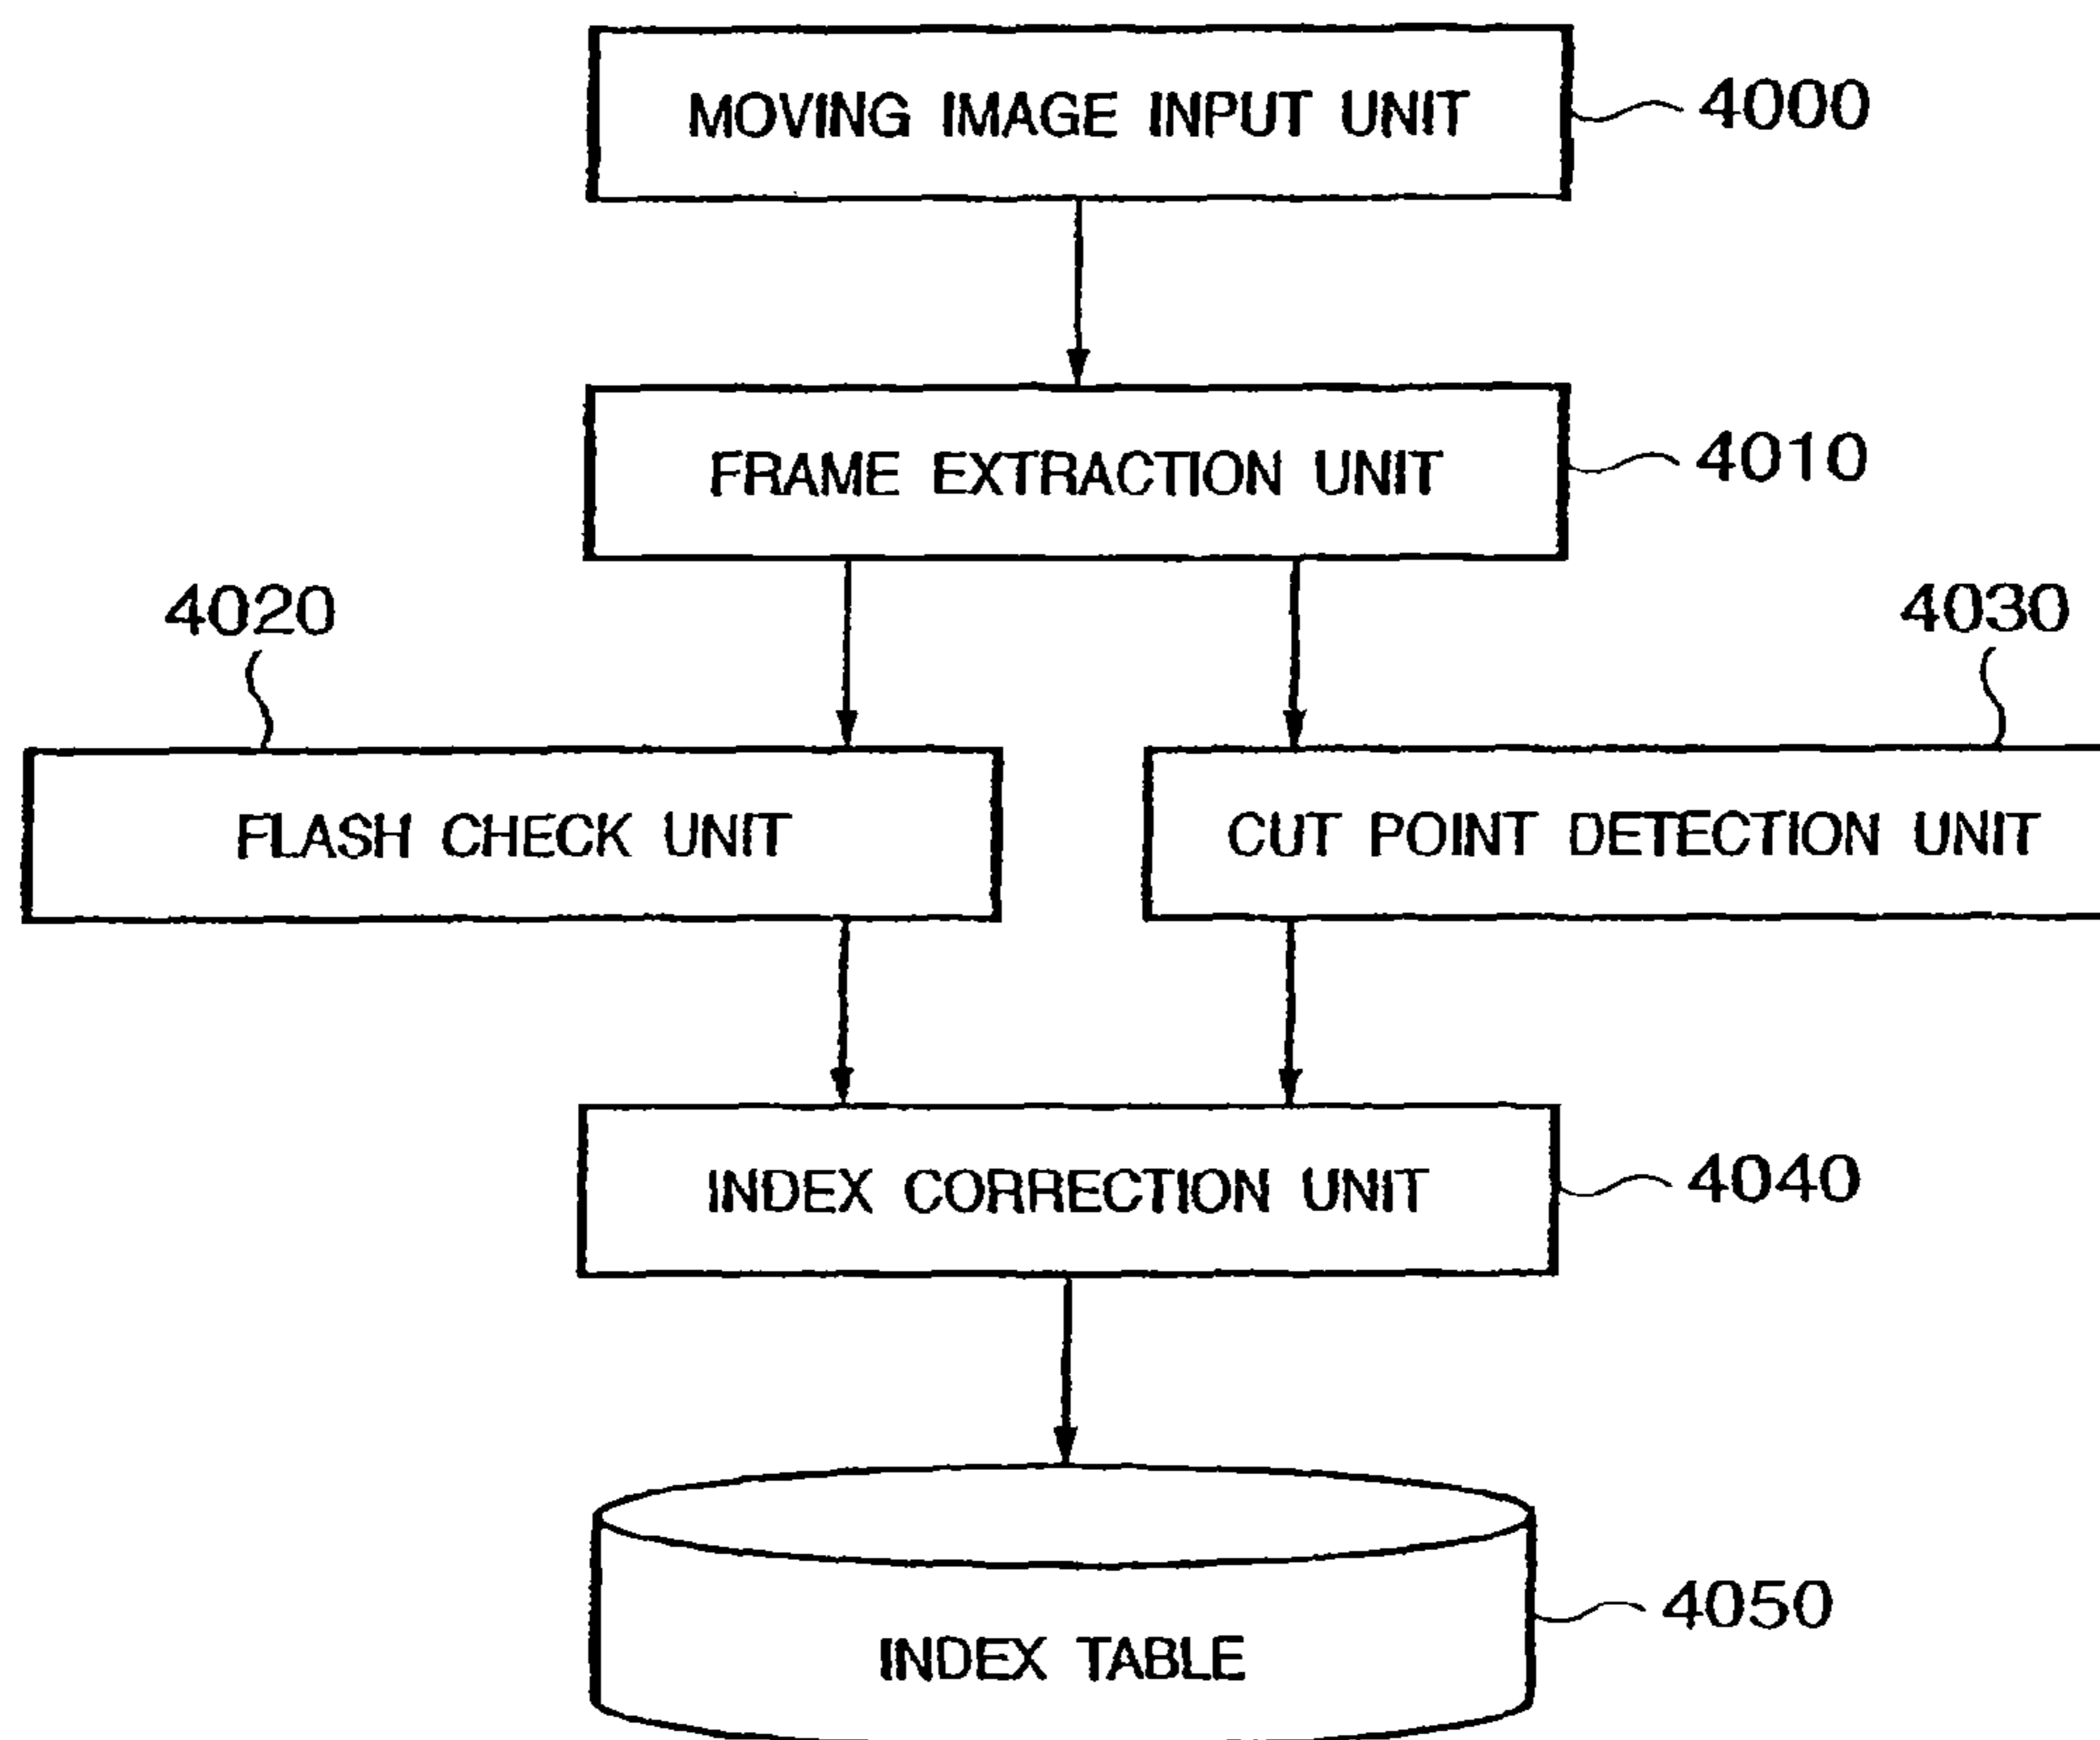 MOVING IMAGE INPUT UNIT
4000
FRAME EXTRACTION UNIT
4010
4020
4030
FLASH CHECK UNIT
CUT POINT DETECTION UNIT
INDEX CORRECTION UNIT
4040
INDEX TABLE
4050